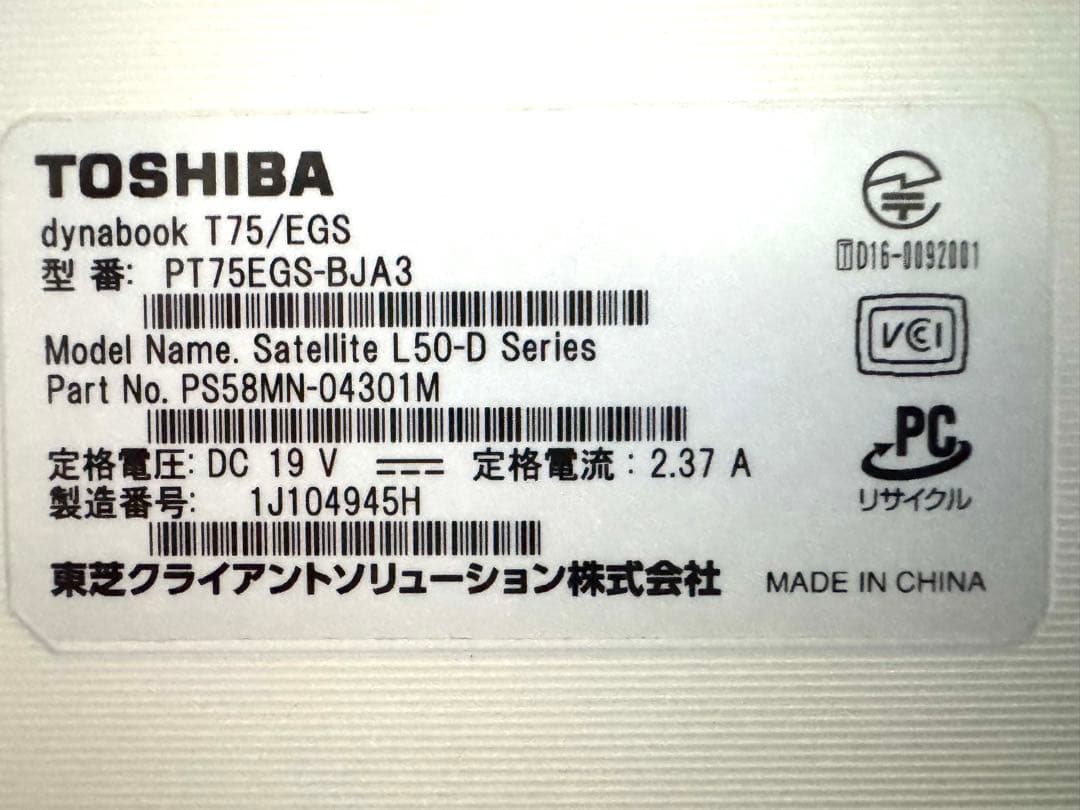 TOSHIBA
dynabook T75/EGS
型 番: PT75EGS-BJA3
Model Name. Satellite L50-D Series
Part No. PS58MN-04301M
定格電圧: DC 19 V ⎓ 定格電流 : 2.37 A
製造番号: 1J104945H
東芝クライアントソリューション株式会社
MADE IN CHINA
🅃D16-0092001
VCCI
PC
リサイクル